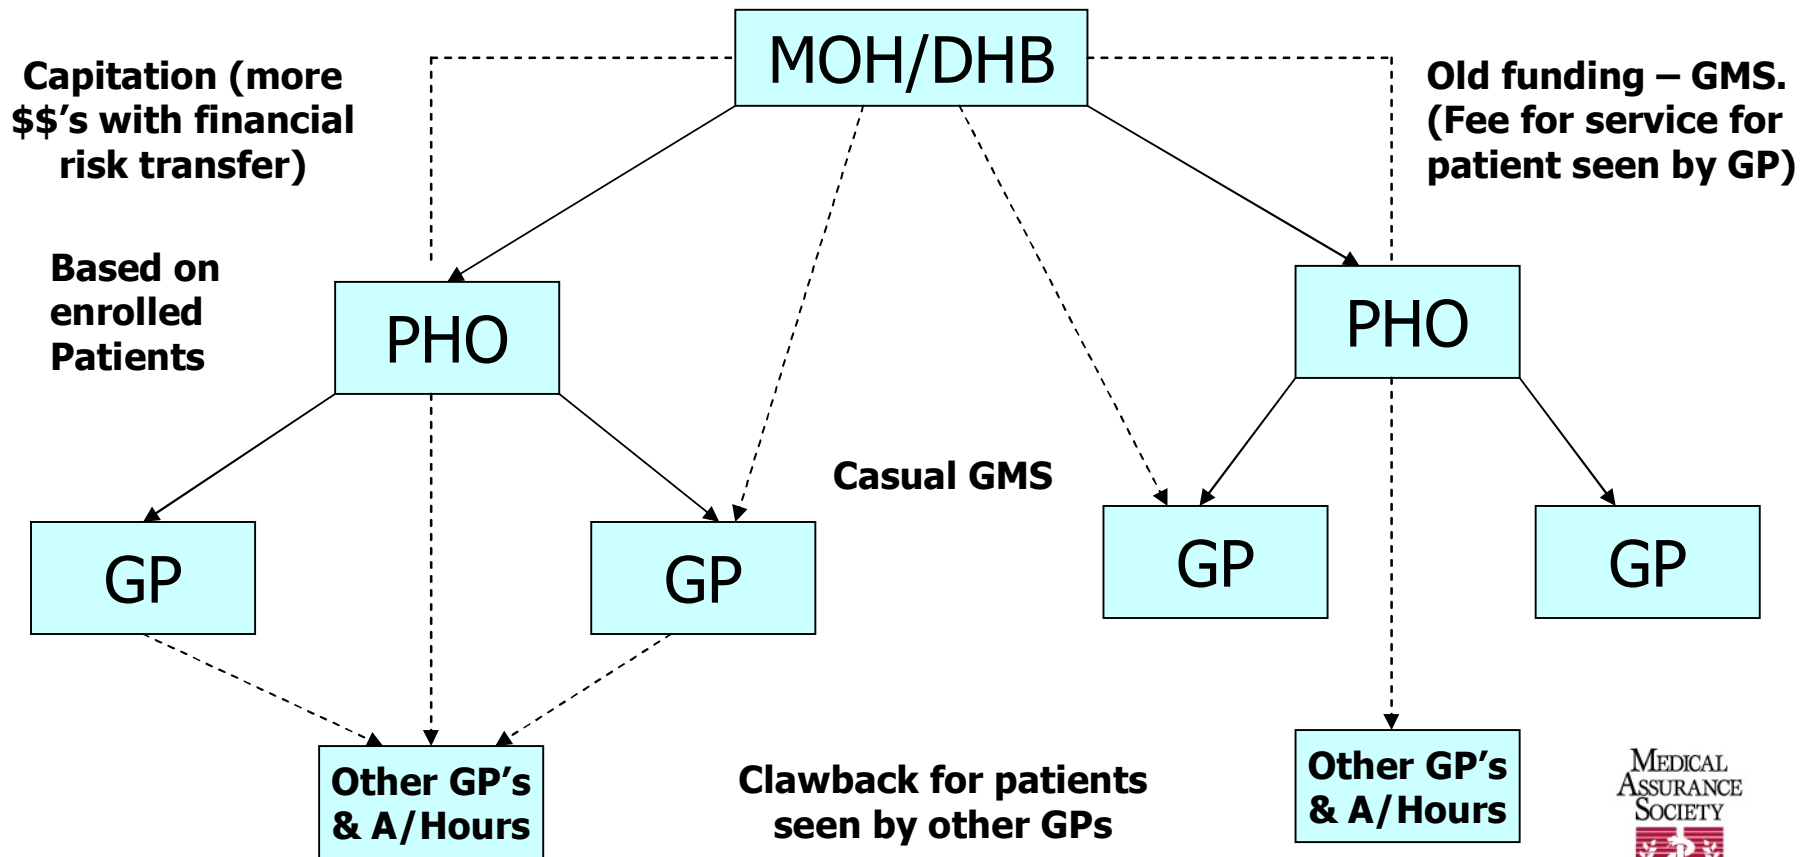 MOH/DHB
Capitation (more
$$'s with financial
risk transfer)
Old funding – GMS.
(Fee for service for
patient seen by GP)
Based on
enrolled
Patients
PHO
PHO
Casual GMS
GP
GP
GP
GP
Other GP's
& A/Hours
Clawback for patients
seen by other GPs
Other GP's
& A/Hours
MEDICAL
ASSURANCE
SOCIETY